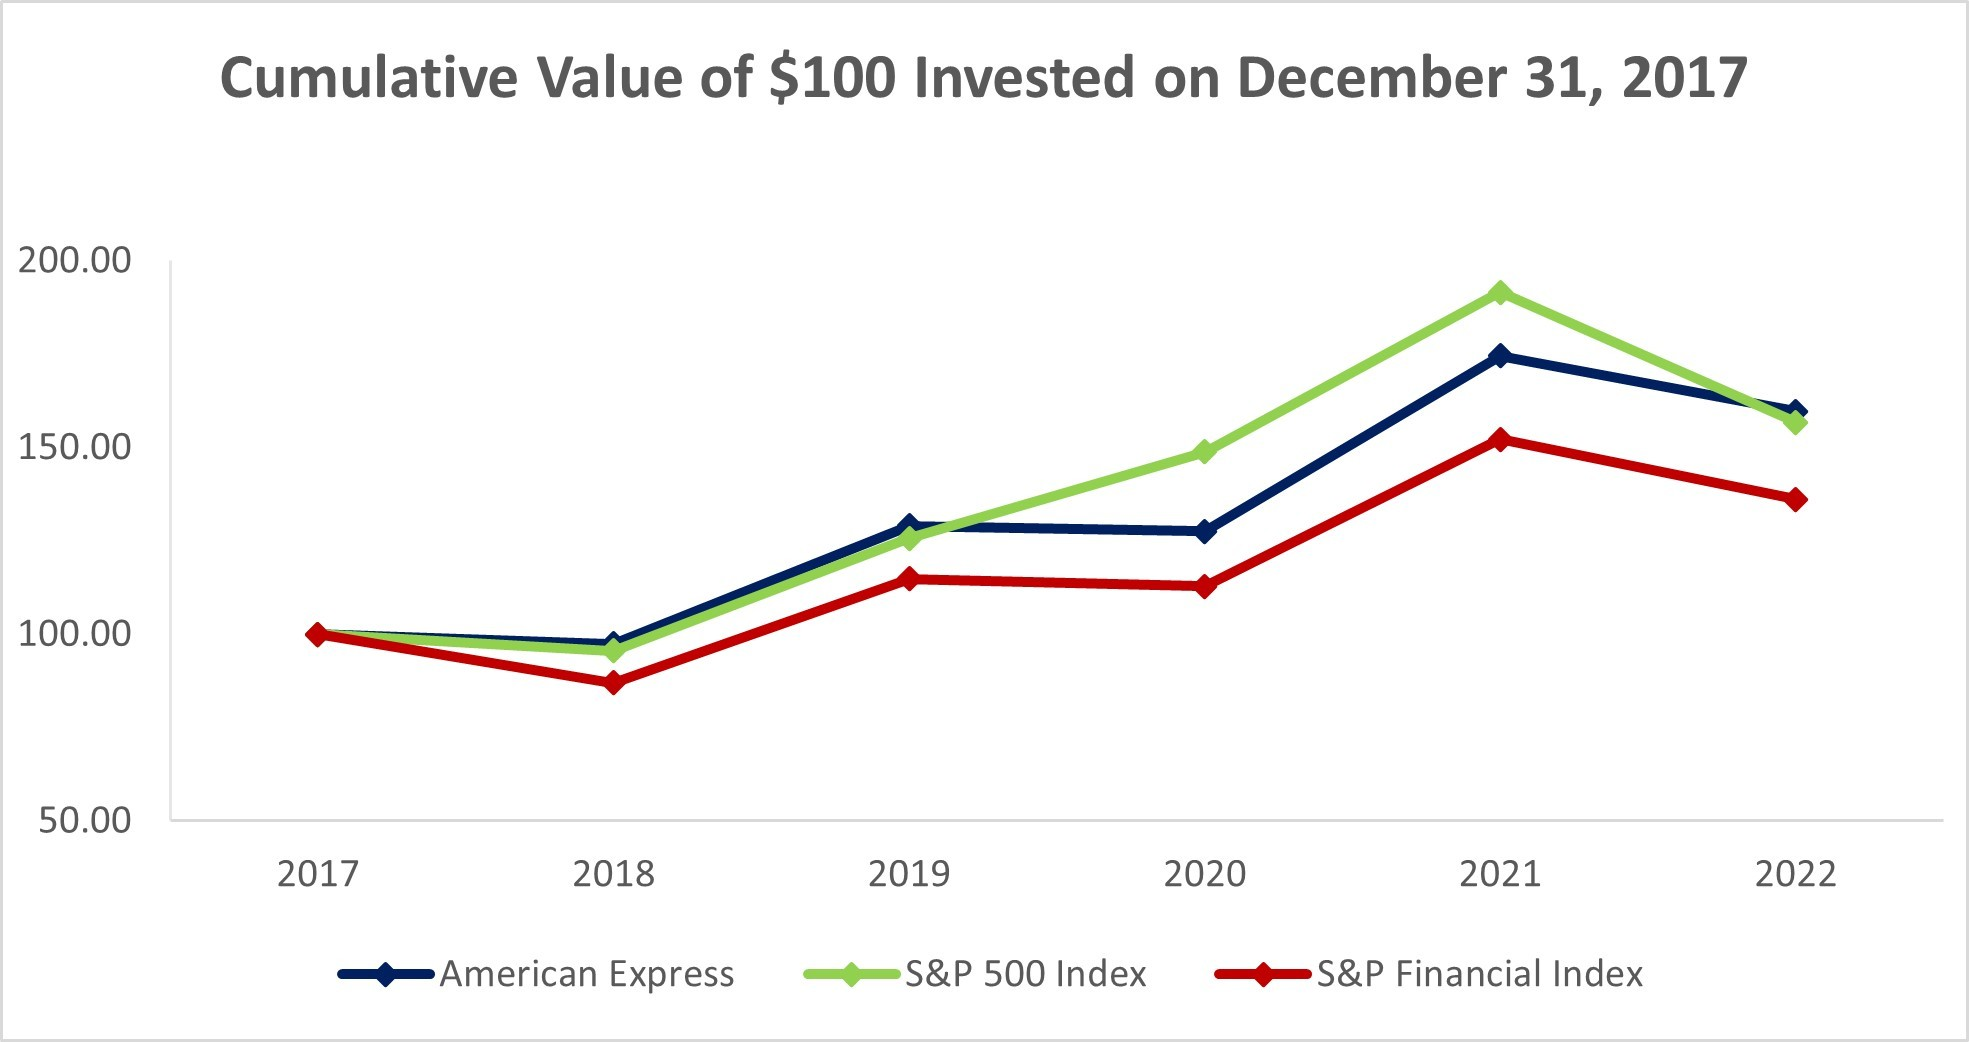 Cumulative Value of $100 Invested on December 31, 2017
200.00
150.00
100.00
50.00
2017 2018 2019 2020 2021 2022
American Express S&P 500 Index S&P Financial Index